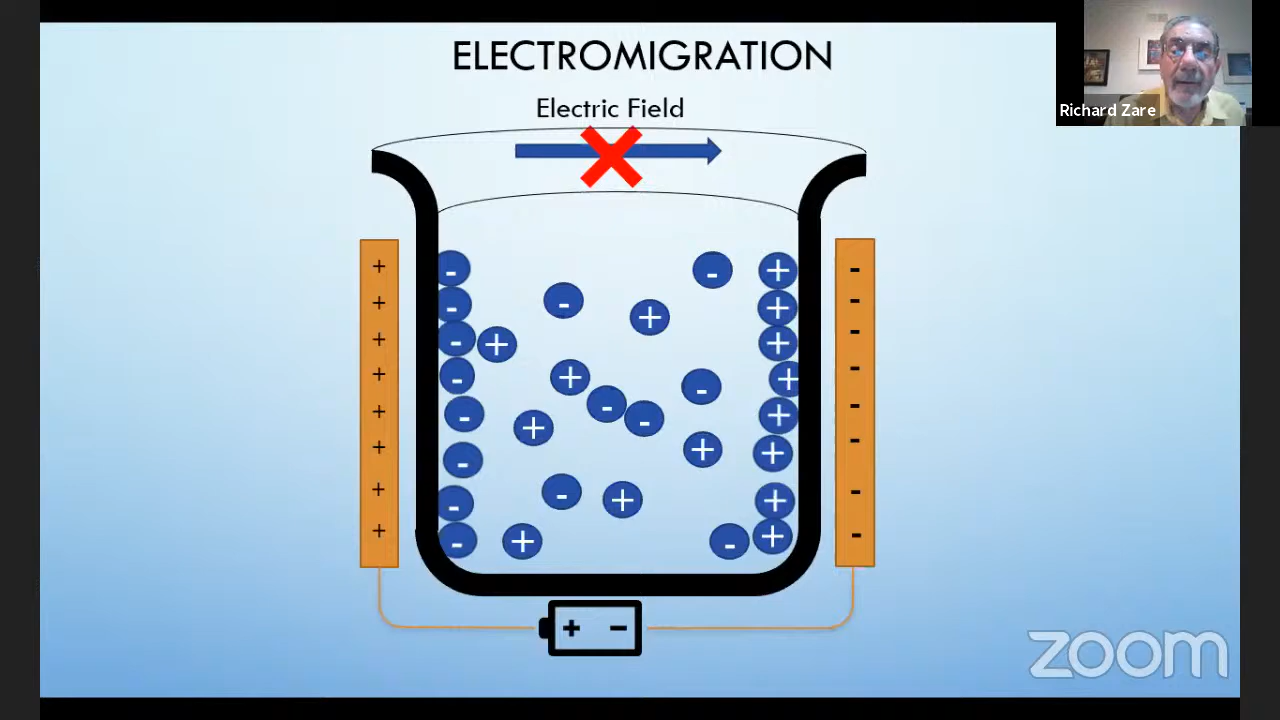 ELECTROMIGRATION
Electric Field
Richard Zare
+ - - - + -
+ - - + + -
+ - + + -
+ - + - + -
+ - + - - + -
+ - + + -
+ - - + + -
+ - + - + -
+ -
zoom